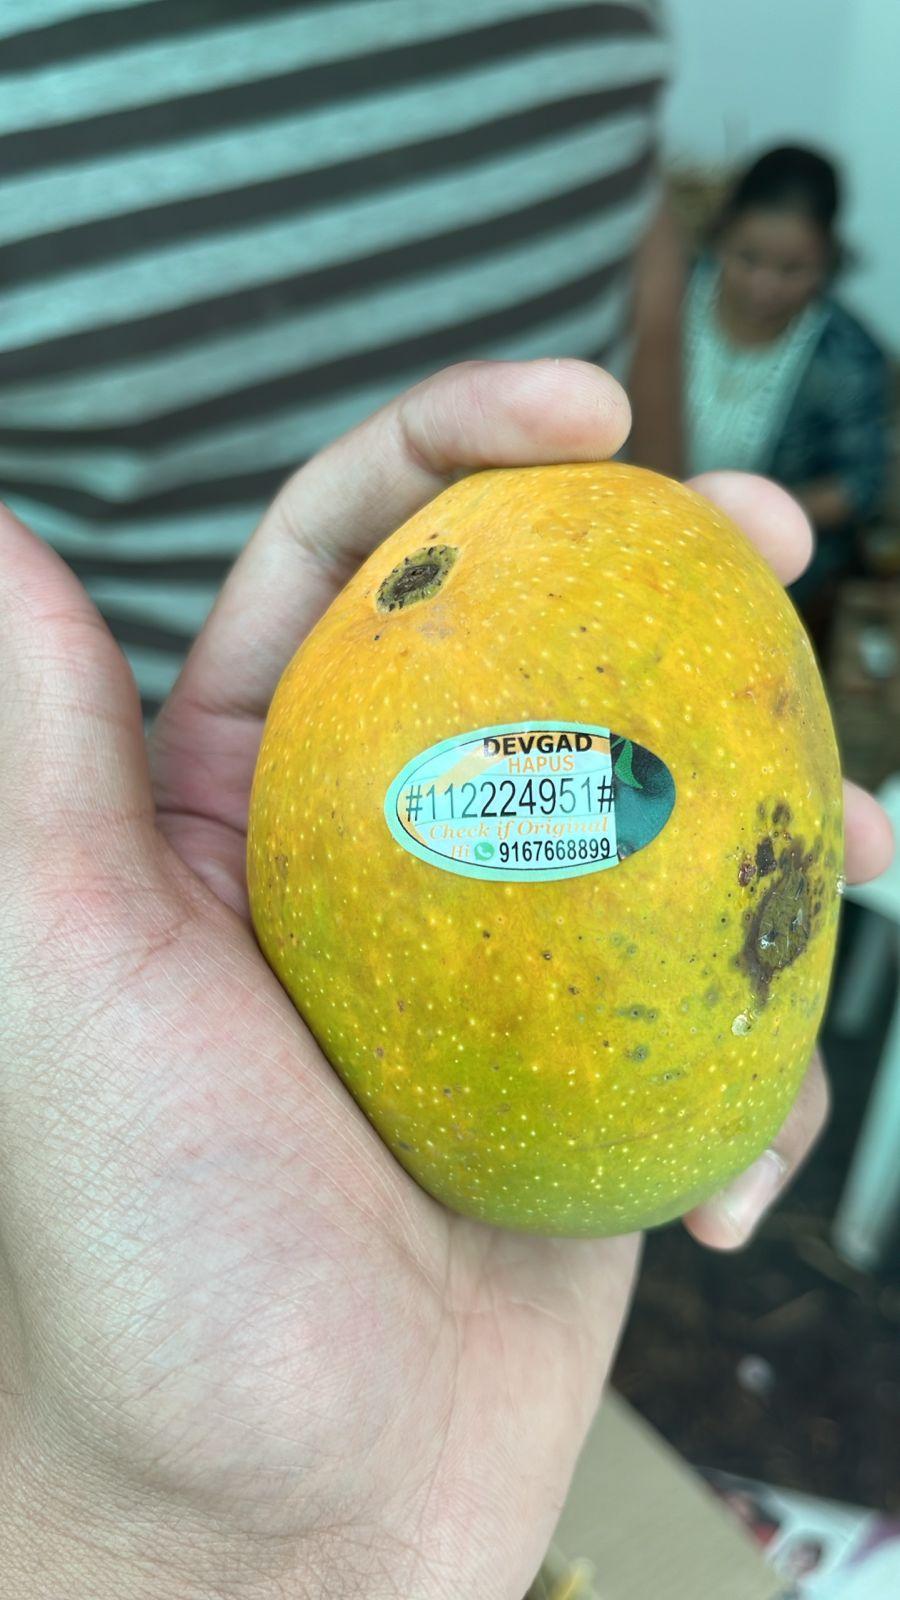 DEVGAD
HAPUS
#112224951#
Check if Original
Hi 9167668899